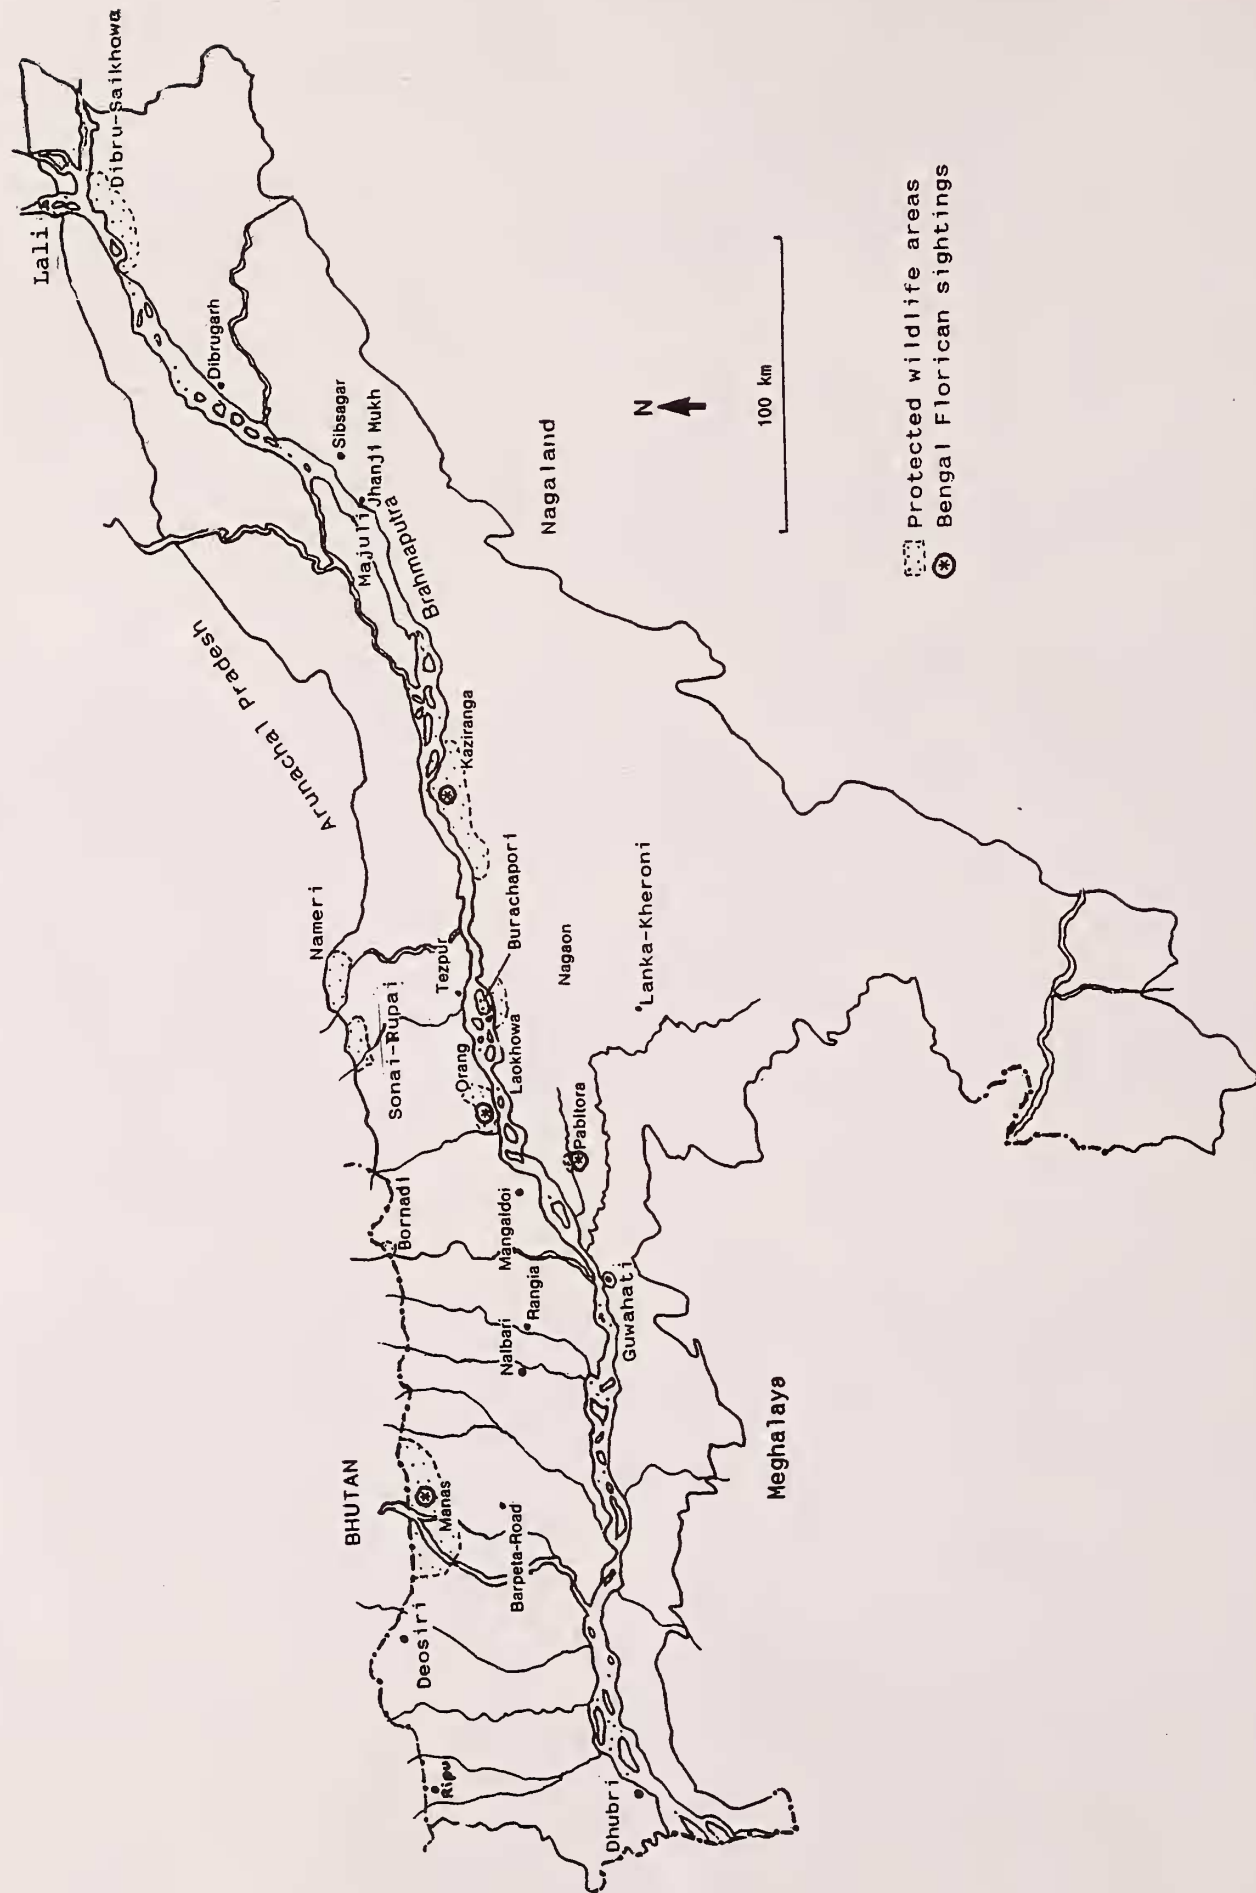 Lali
Dibru-Saikhowa
Dibrugarh
Sibsagar
Jhanji Mukh
Majuli
Brahmaputra
Arunachal Pradesh
Nagaland
N
100 km
Kaziranga
Nameri
Sonai-Rupai
Tezpur
Burachapori
Nagaon
Lanka-Kheroni
Orang
Laokhowa
Pabitora
Bornadi
Mangaldoi
Rangia
Nalbari
Guwahati
Meghalaya
BHUTAN
Manas
Barpeta-Road
Deosiri
Ripu
Dhubri
Protected wildlife areas
Bengal Florican sightings